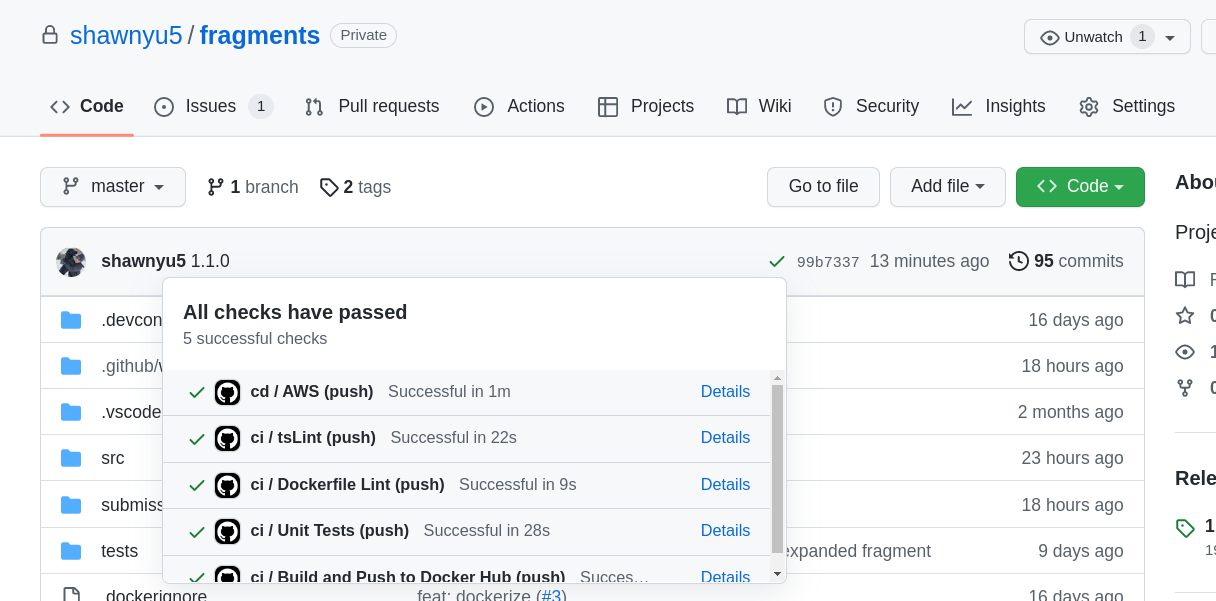 shawnyu5 / fragments Private Unwatch 1
Code Issues 1 Pull requests Actions Projects Wiki Security Insights Settings
master 1 branch 2 tags Go to file Add file Code
Abou
Proje
shawnyu5 1.1.0 99b7337 13 minutes ago 95 commits
All checks have passed
5 successful checks
.devcon 16 days ago
.github/w 18 hours ago
.vscode 2 months ago
src 23 hours ago
submiss 18 hours ago
tests expanded fragment 9 days ago
cd / AWS (push) Successful in 1m Details
ci / tsLint (push) Successful in 22s Details
ci / Dockerfile Lint (push) Successful in 9s Details
ci / Unit Tests (push) Successful in 28s Details
ci / Build and Push to Docker Hub (push) Succes… Details
.dockerignore feat: dockerize (#3) 16 days ago
Rele